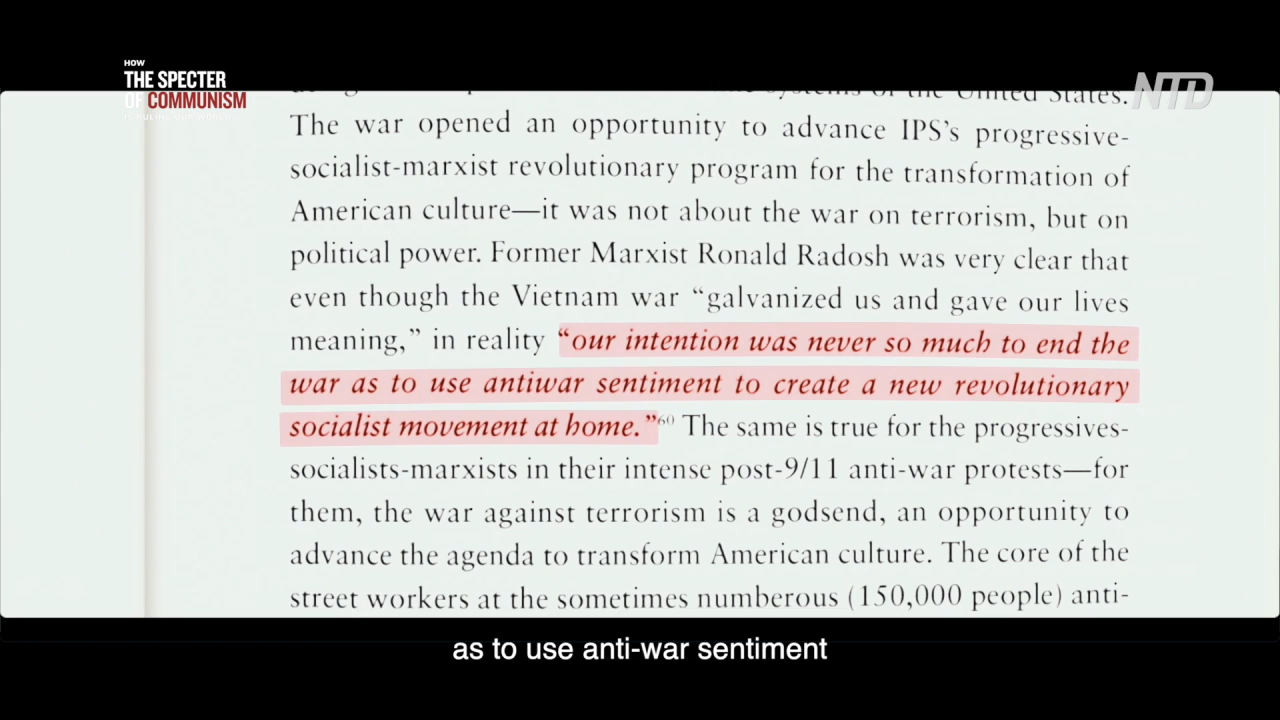 HOW
THE SPECTER
OF COMMUNISM
NTD
of the United States.
The war opened an opportunity to advance IPS's progressive-
socialist-marxist revolutionary program for the transformation of
American culture—it was not about the war on terrorism, but on
political power. Former Marxist Ronald Radosh was very clear that
even though the Vietnam war “galvanized us and gave our lives
meaning,” in reality “our intention was never so much to end the
war as to use antiwar sentiment to create a new revolutionary
socialist movement at home.”60 The same is true for the progressives-
socialists-marxists in their intense post-9/11 anti-war protests—for
them, the war against terrorism is a godsend, an opportunity to
advance the agenda to transform American culture. The core of the
street workers at the sometimes numberous (150,000 people) anti-
as to use anti-war sentiment